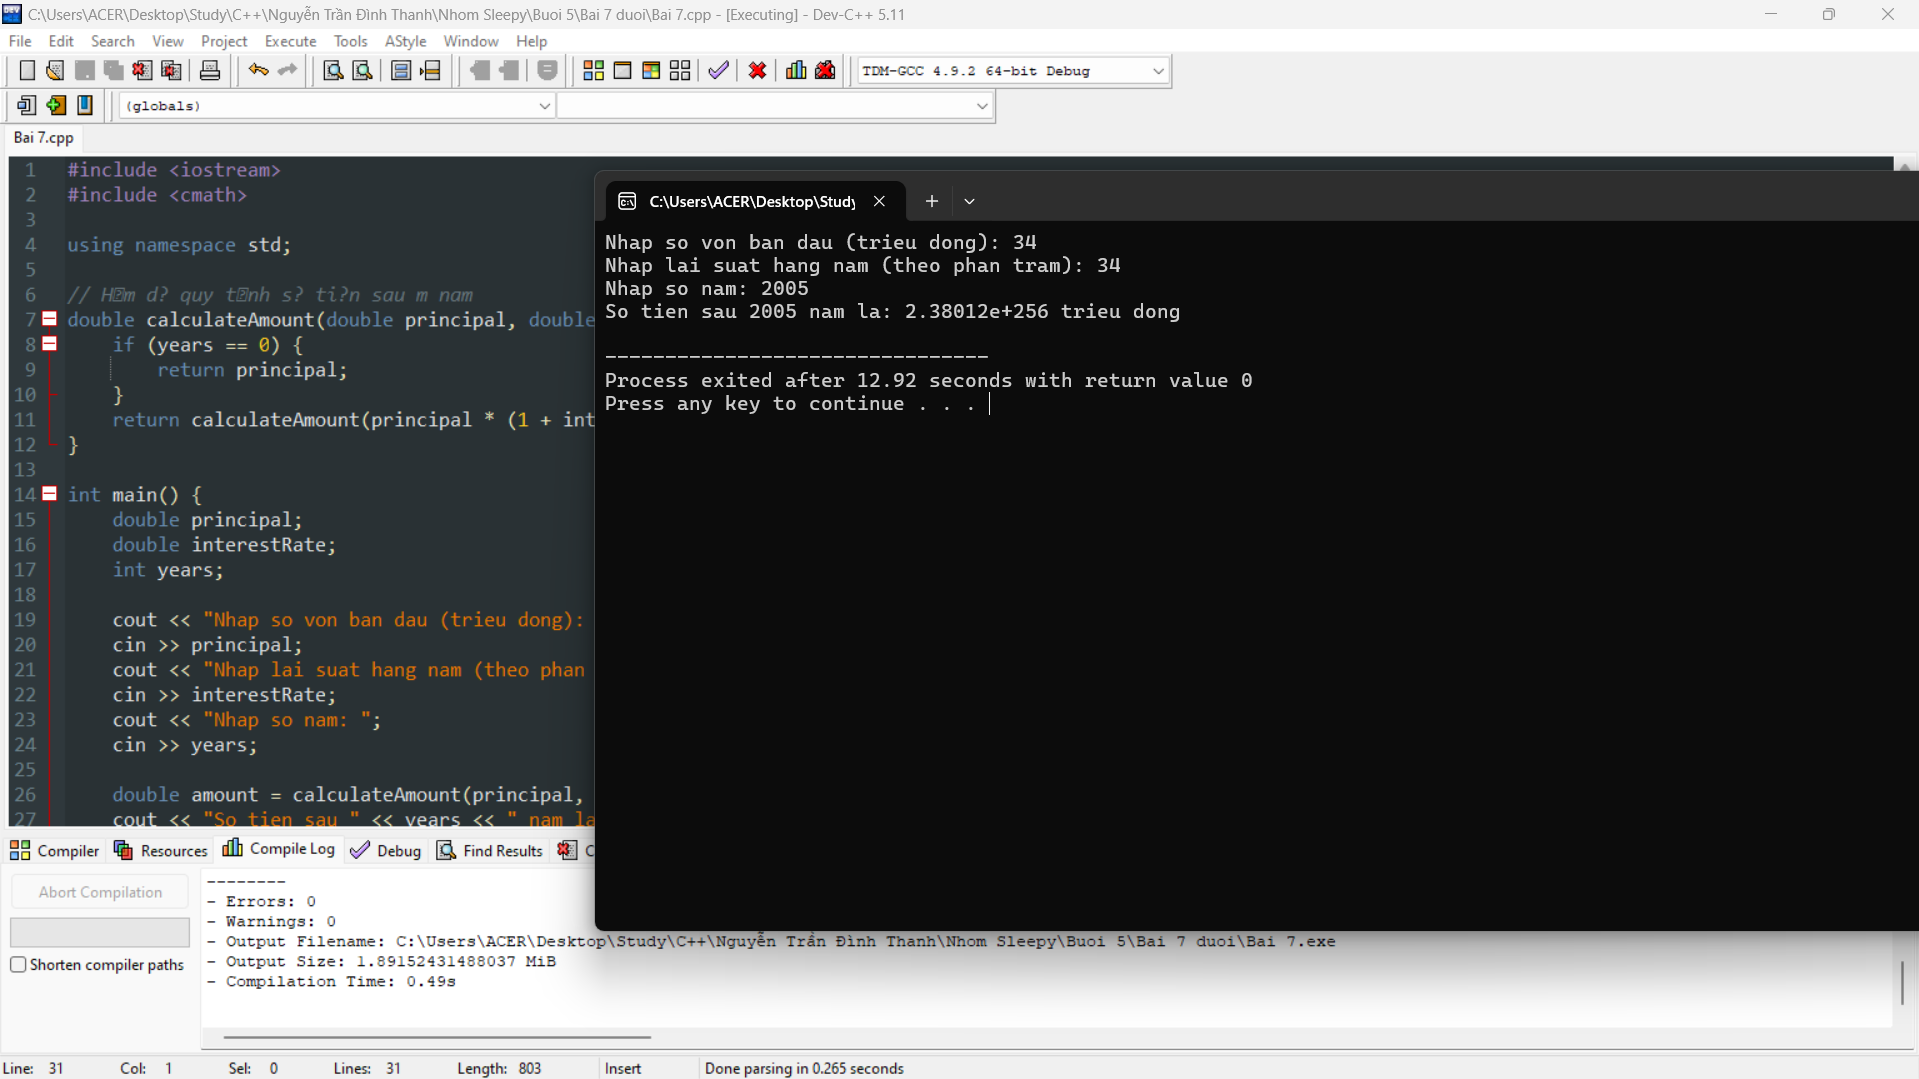 C:\Users\ACER\Desktop\Study\C++\Nguyễn Trần Đình Thanh\Nhom Sleepy\Buoi 5\Bai 7 duoi\Bai 7.cpp - [Executing] - Dev-C++ 5.11
File Edit Search View Project Execute Tools AStyle Window Help
TDM-GCC 4.9.2 64-bit Debug
(globals)
Bai 7.cpp
1 #include <iostream>
2 #include <cmath>
3
4 using namespace std;
5
6 // H�m d? quy t�nh s? ti?n sau m nam
7 double calculateAmount(double principal, double
8 if (years == 0) {
9 return principal;
10 }
11 return calculateAmount(principal * (1 + int
12 }
13
14 int main() {
15 double principal;
16 double interestRate;
17 int years;
18
19 cout << "Nhap so von ban dau (trieu dong):
20 cin >> principal;
21 cout << "Nhap lai suat hang nam (theo phan
22 cin >> interestRate;
23 cout << "Nhap so nam: ";
24 cin >> years;
25
26 double amount = calculateAmount(principal,
27 cout << "So tien sau " << years << " nam la
C:\Users\ACER\Desktop\Study
Nhap so von ban dau (trieu dong): 34
Nhap lai suat hang nam (theo phan tram): 34
Nhap so nam: 2005
So tien sau 2005 nam la: 2.38012e+256 trieu dong
--------------------------------
Process exited after 12.92 seconds with return value 0
Press any key to continue . . .
Compiler Resources Compile Log Debug Find Results C
Abort Compilation
Shorten compiler paths
--------
- Errors: 0
- Warnings: 0
- Output Filename: C:\Users\ACER\Desktop\Study\C++\Nguyễn Trần Đình Thanh\Nhom Sleepy\Buoi 5\Bai 7 duoi\Bai 7.exe
- Output Size: 1.89152431488037 MiB
- Compilation Time: 0.49s
Line: 31 Col: 1 Sel: 0 Lines: 31 Length: 803 Insert Done parsing in 0.265 seconds